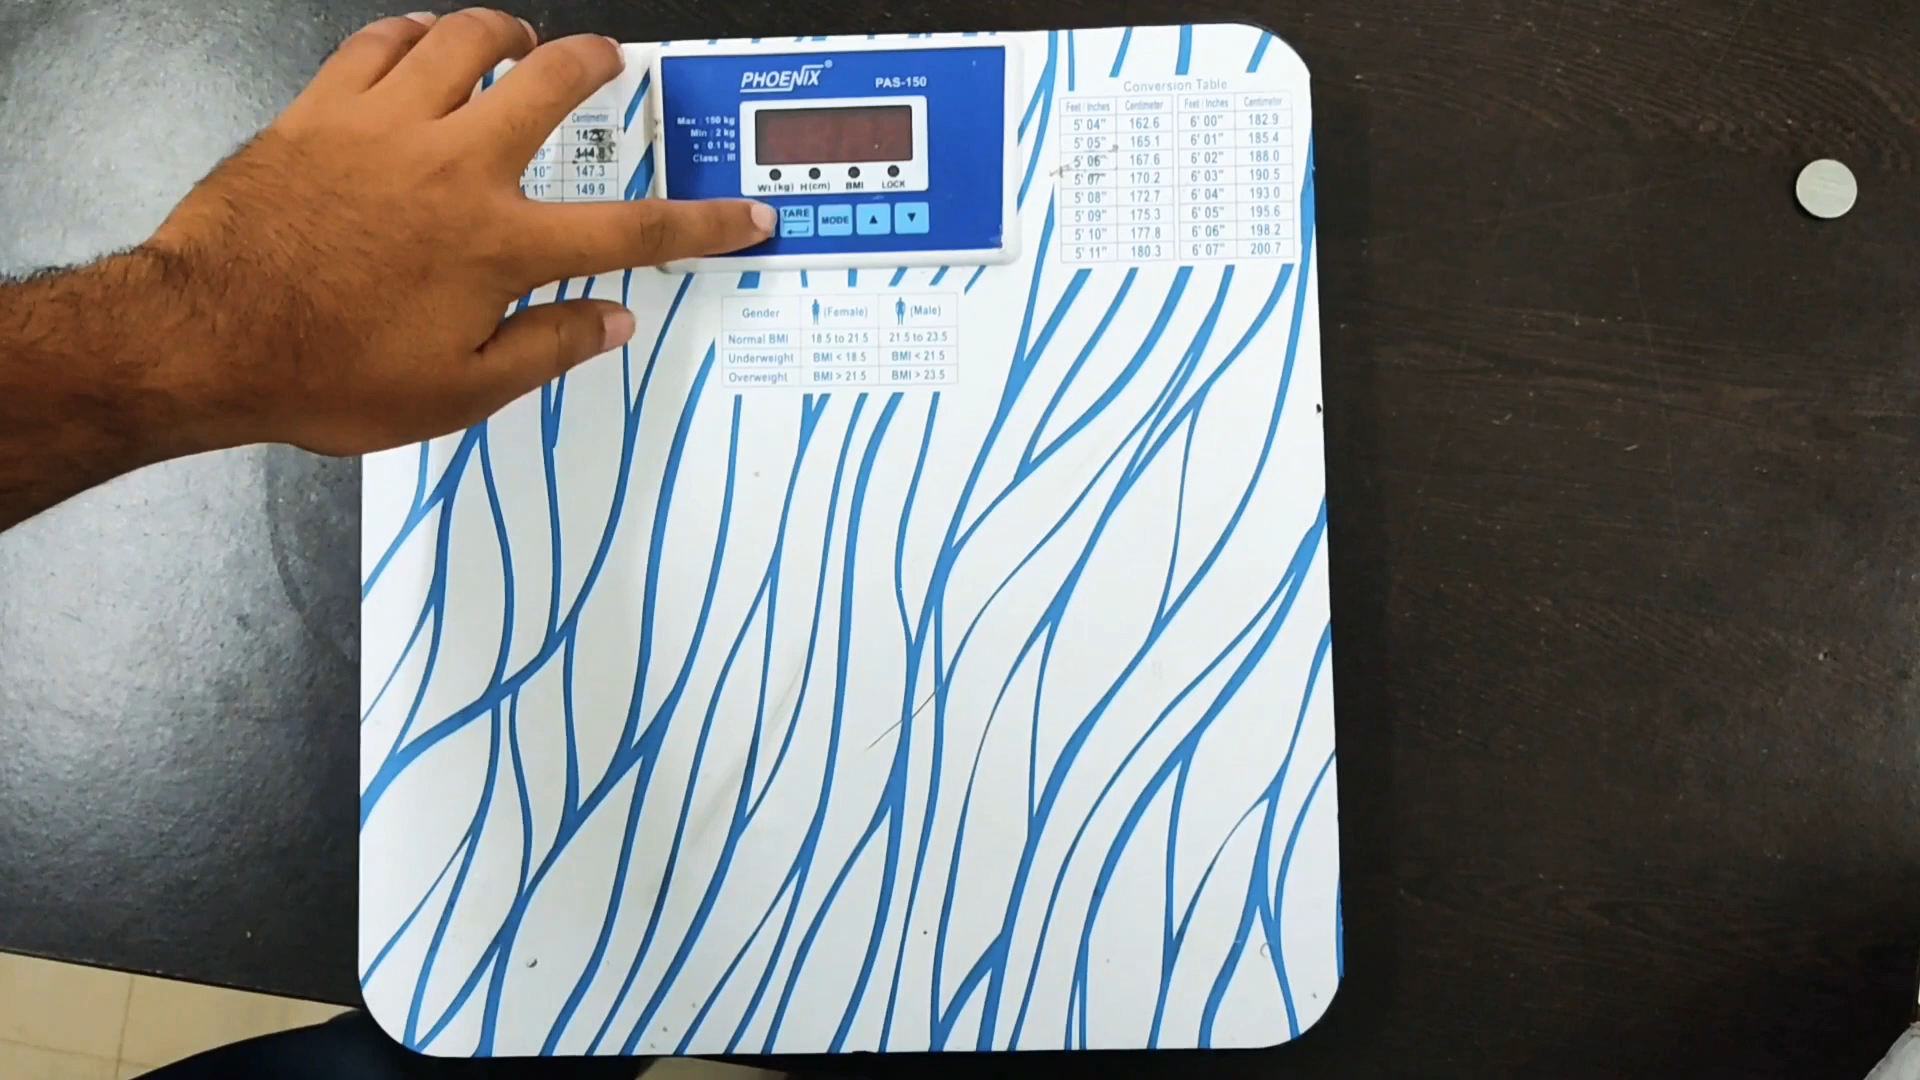 PHOENIX®
PAS-150
Max : 150 kg
Min : 2 kg
e : 0.1 kg
Class : III
Wt (kg) H(cm) BMI LOCK
TARE
MODE ▲ ▼
Centimeter
09"
10" 147.3
11" 149.9
Conversion Table
Feet / Inches Centimeter Feet / Inches Centimeter
5' 04" 162.6 6' 00" 182.9
5' 05" 165.1 6' 01" 185.4
5' 06" 167.6 6' 02" 188.0
5' 07" 170.2 6' 03" 190.5
5' 08" 172.7 6' 04" 193.0
5' 09" 175.3 6' 05" 195.6
5' 10" 177.8 6' 06" 198.2
5' 11" 180.3 6' 07" 200.7
Gender (Female) (Male)
Normal BMI 18.5 to 21.5 21.5 to 23.5
Underweight BMI < 18.5 BMI < 21.5
Overweight BMI > 21.5 BMI > 23.5